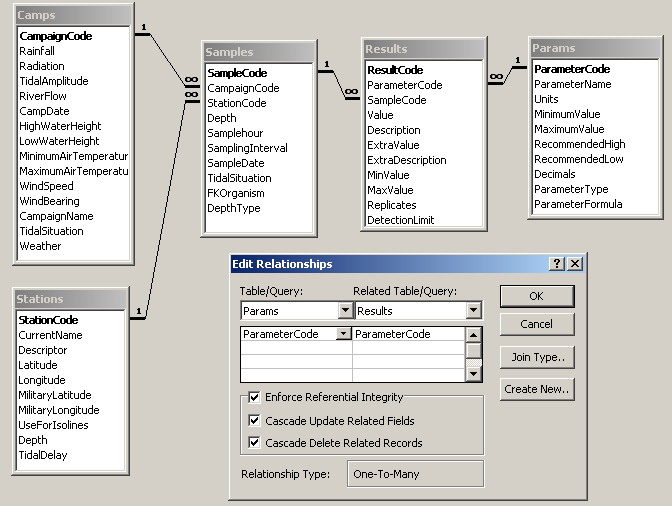 Camps
CampaignCode
Rainfall
Radiation
TidalAmplitude
RiverFlow
CampDate
HighWaterHeight
LowWaterHeight
MinimumAirTemperatur
MaximumAirTemperatu
WindSpeed
WindBearing
CampaignName
TidalSituation
Weather
1
∞
Samples
SampleCode
CampaignCode
StationCode
Depth
Samplehour
SamplingInterval
SampleDate
TidalSituation
FKOrganism
DepthType
1
∞
Results
ResultCode
ParameterCode
SampleCode
Value
Description
ExtraValue
ExtraDescription
MinValue
MaxValue
Replicates
DetectionLimit
∞
1
Params
ParameterCode
ParameterName
Units
MinimumValue
MaximumValue
RecommendedHigh
RecommendedLow
Decimals
ParameterType
ParameterFormula
Stations
StationCode
CurrentName
Descriptor
Latitude
Longitude
MilitaryLatitude
MilitaryLongitude
UseForIsolines
Depth
TidalDelay
1
∞
Edit Relationships
Table/Query: Related Table/Query:
Params Results
ParameterCode ParameterCode
Enforce Referential Integrity
Cascade Update Related Fields
Cascade Delete Related Records
Relationship Type: One-To-Many
OK
Cancel
Join Type..
Create New..